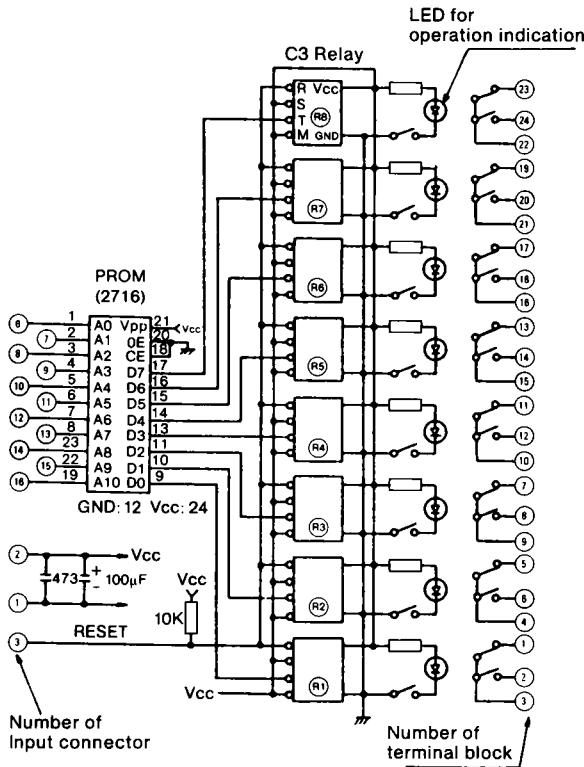 LED for
operation indication
C3 Relay
R Vcc
S
T R8
M GND
23
24
22
R7
19
20
21
R6
17
16
R5
13
14
15
R4
11
12
10
R3
7
8
9
R2
5
6
4
R1
1
2
3
PROM
(2716)
6 1 A0 Vpp 21 Vcc
7 2 A1 OE 20
8 3 A2 CE 18
9 4 A3 D7 17
10 5 A4 D6 16
11 6 A5 D5 15
12 7 A6 D4 14
13 8 A7 D3 13
14 23 A8 D2 11
15 22 A9 D1 10
16 19 A10 D0 9
GND: 12 Vcc: 24
2 Vcc
473 + - 100μF
1
Vcc
10K
3 RESET
Vcc
Number of
Input connector
Number of
terminal block